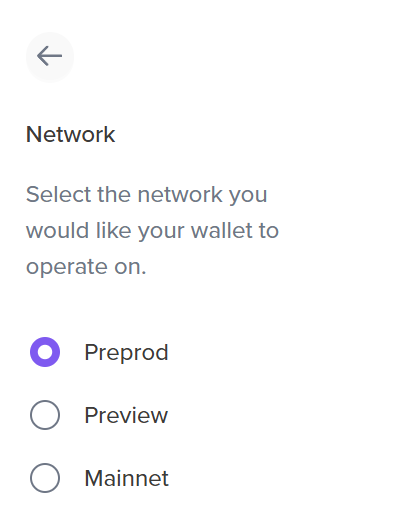 Network
Select the network you
would like your wallet to
operate on.
Preprod
Preview
Mainnet